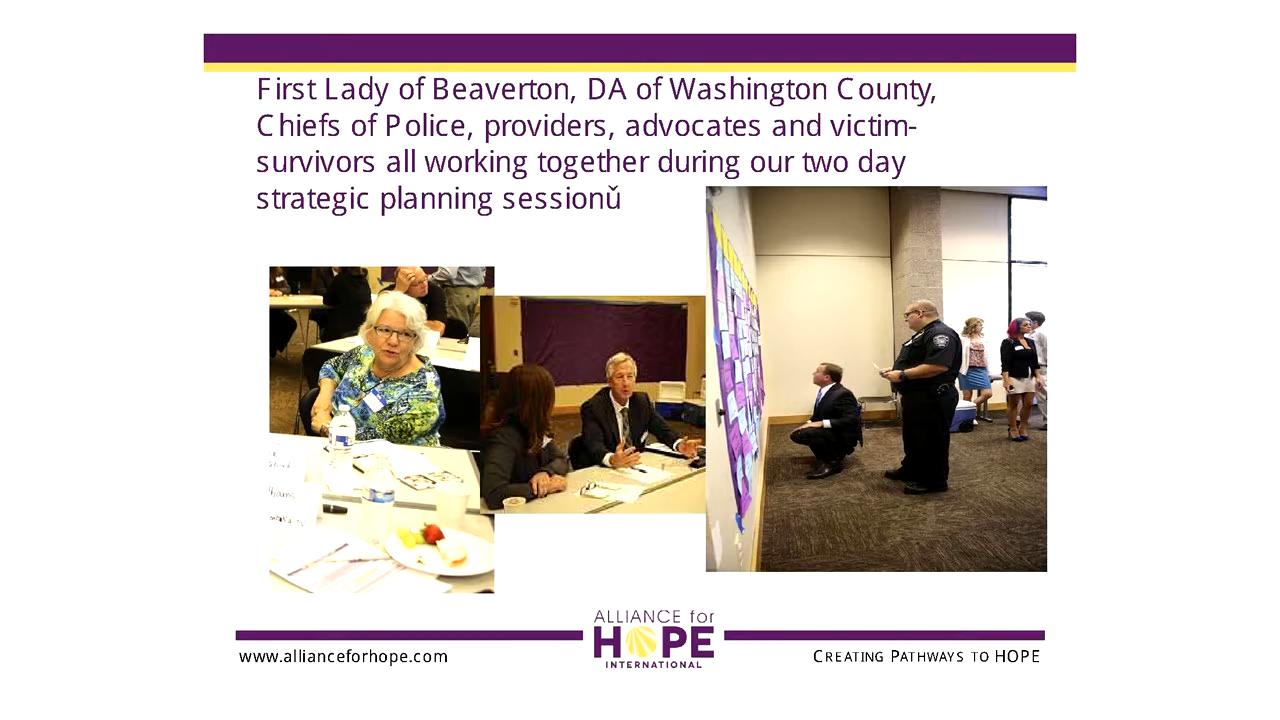 First Lady of Beaverton, DA of Washington County,
Chiefs of Police, providers, advocates and victim-
survivors all working together during our two day
strategic planning sessionǔ
ALLIANCE for
HOPE
INTERNATIONAL
www.allianceforhope.com
CREATING PATHWAYS TO HOPE